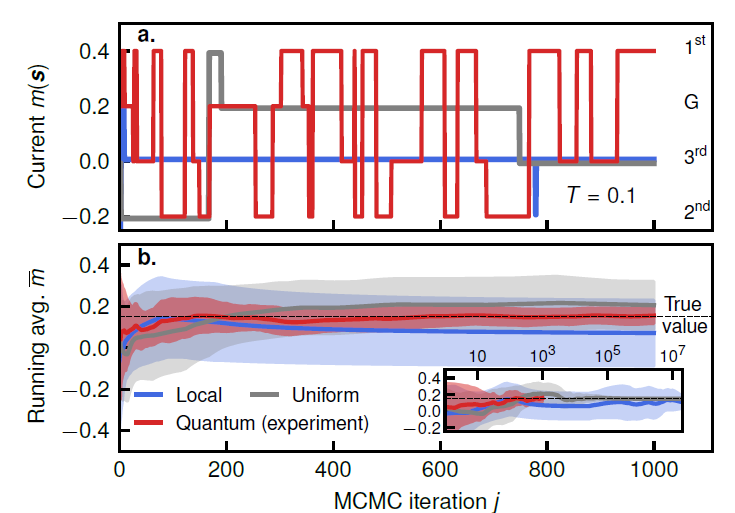 a.
Current m(s)
0.4
0.2
0.0
−0.2
1st
G
3rd
2nd
T = 0.1
b.
Running avg. m̅
0.4
0.2
0.0
−0.2
−0.4
True
value
Local
Uniform
Quantum (experiment)
10
10³
10⁵
10⁷
0.4
0.2
0.0
−0.2
0
200
400
600
800
1000
MCMC iteration j